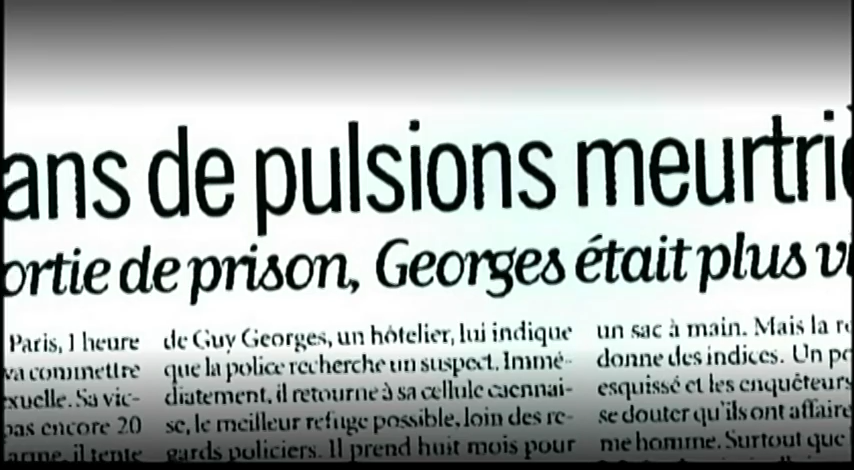 ans de pulsions meurtri
ortie de prison, Georges était plus v
Paris, 1 heure
va commettre
xuelle. Sa vic-
pas encore 20
arme, il tente
de Guy Georges, un hôtelier, lui indique
que la police recherche un suspect. Immé-
diatement, il retourne à sa cellule caennai-
se, le meilleur refuge possible, loin des re-
gards policiers. Il prend huit mois pour
un sac à main. Mais la
donne des indices. Un
esquissé et les enquêteurs
se douter qu'ils ont affaire
me homme. Surtout que